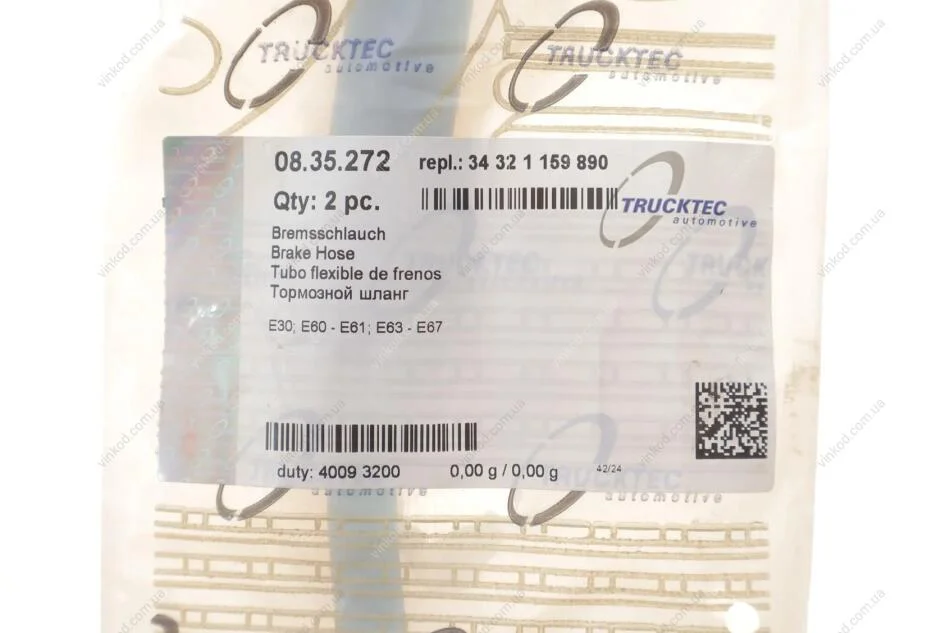 TRUCKTEC
automotive
TRUCKTEC
automotive
08.35.272 repl.: 34 32 1 159 890
Qty: 2 pc.
TRUCKTEC
automotive
Bremsschlauch
Brake Hose
Tubo flexible de frenos
Тормозной шланг
E30; E60 - E61; E63 - E67
duty: 4009 3200 0,00 g / 0,00 g 42/24
TRUCKTEC
automotive
automotive
vinkod.com.ua